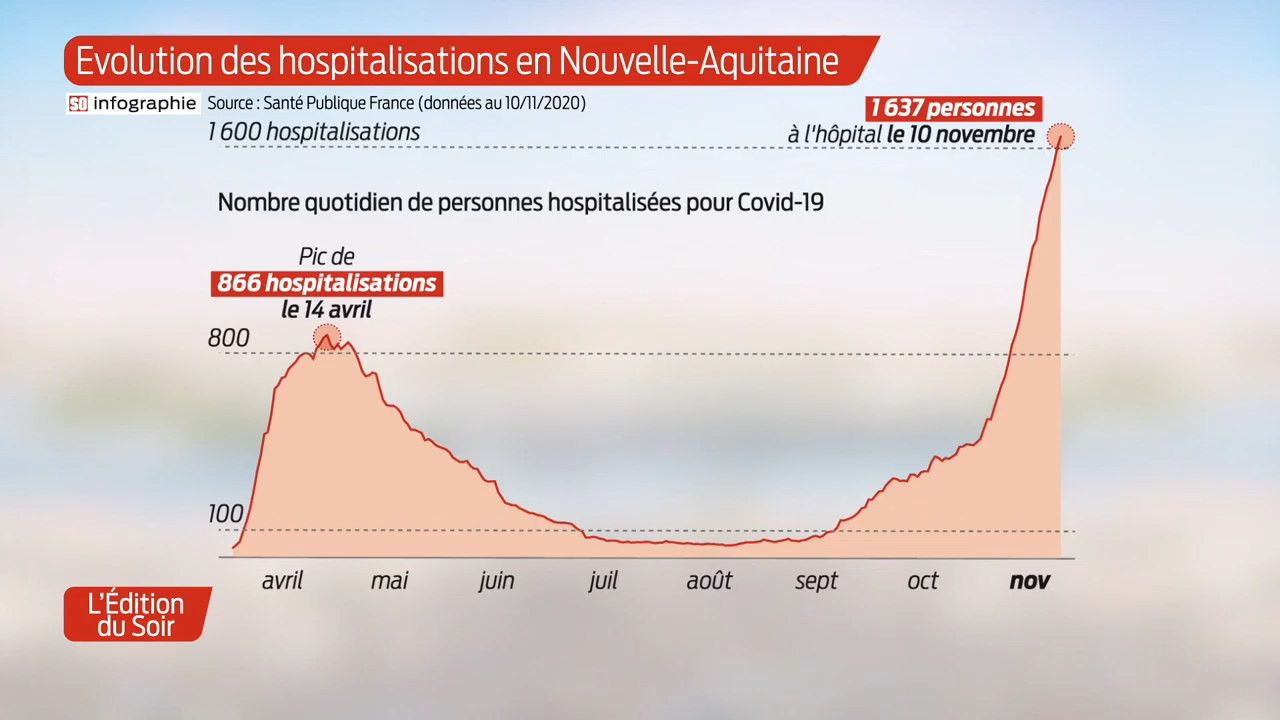 Evolution des hospitalisations en Nouvelle-Aquitaine
SO infographie Source : Santé Publique France (données au 10/11/2020)
1 637 personnes
à l'hôpital le 10 novembre
1 600 hospitalisations
Nombre quotidien de personnes hospitalisées pour Covid-19
Pic de
866 hospitalisations
le 14 avril
800
100
avril mai juin juil août sept oct nov
L'Édition
du Soir